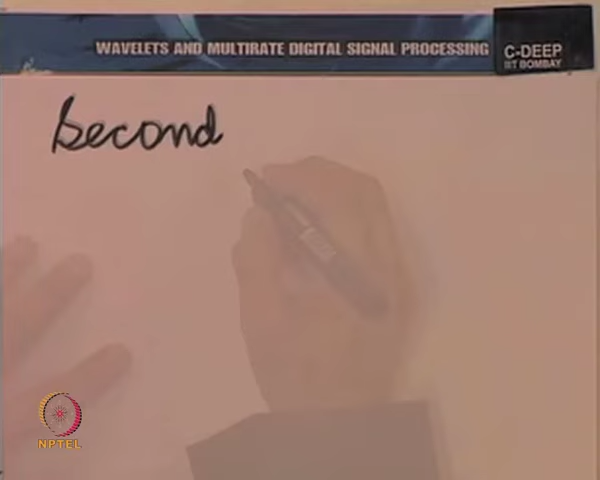 WAVELETS AND MULTIRATE DIGITAL SIGNAL PROCESSING
C-DEEP
IIT BOMBAY
Second
NPTEL